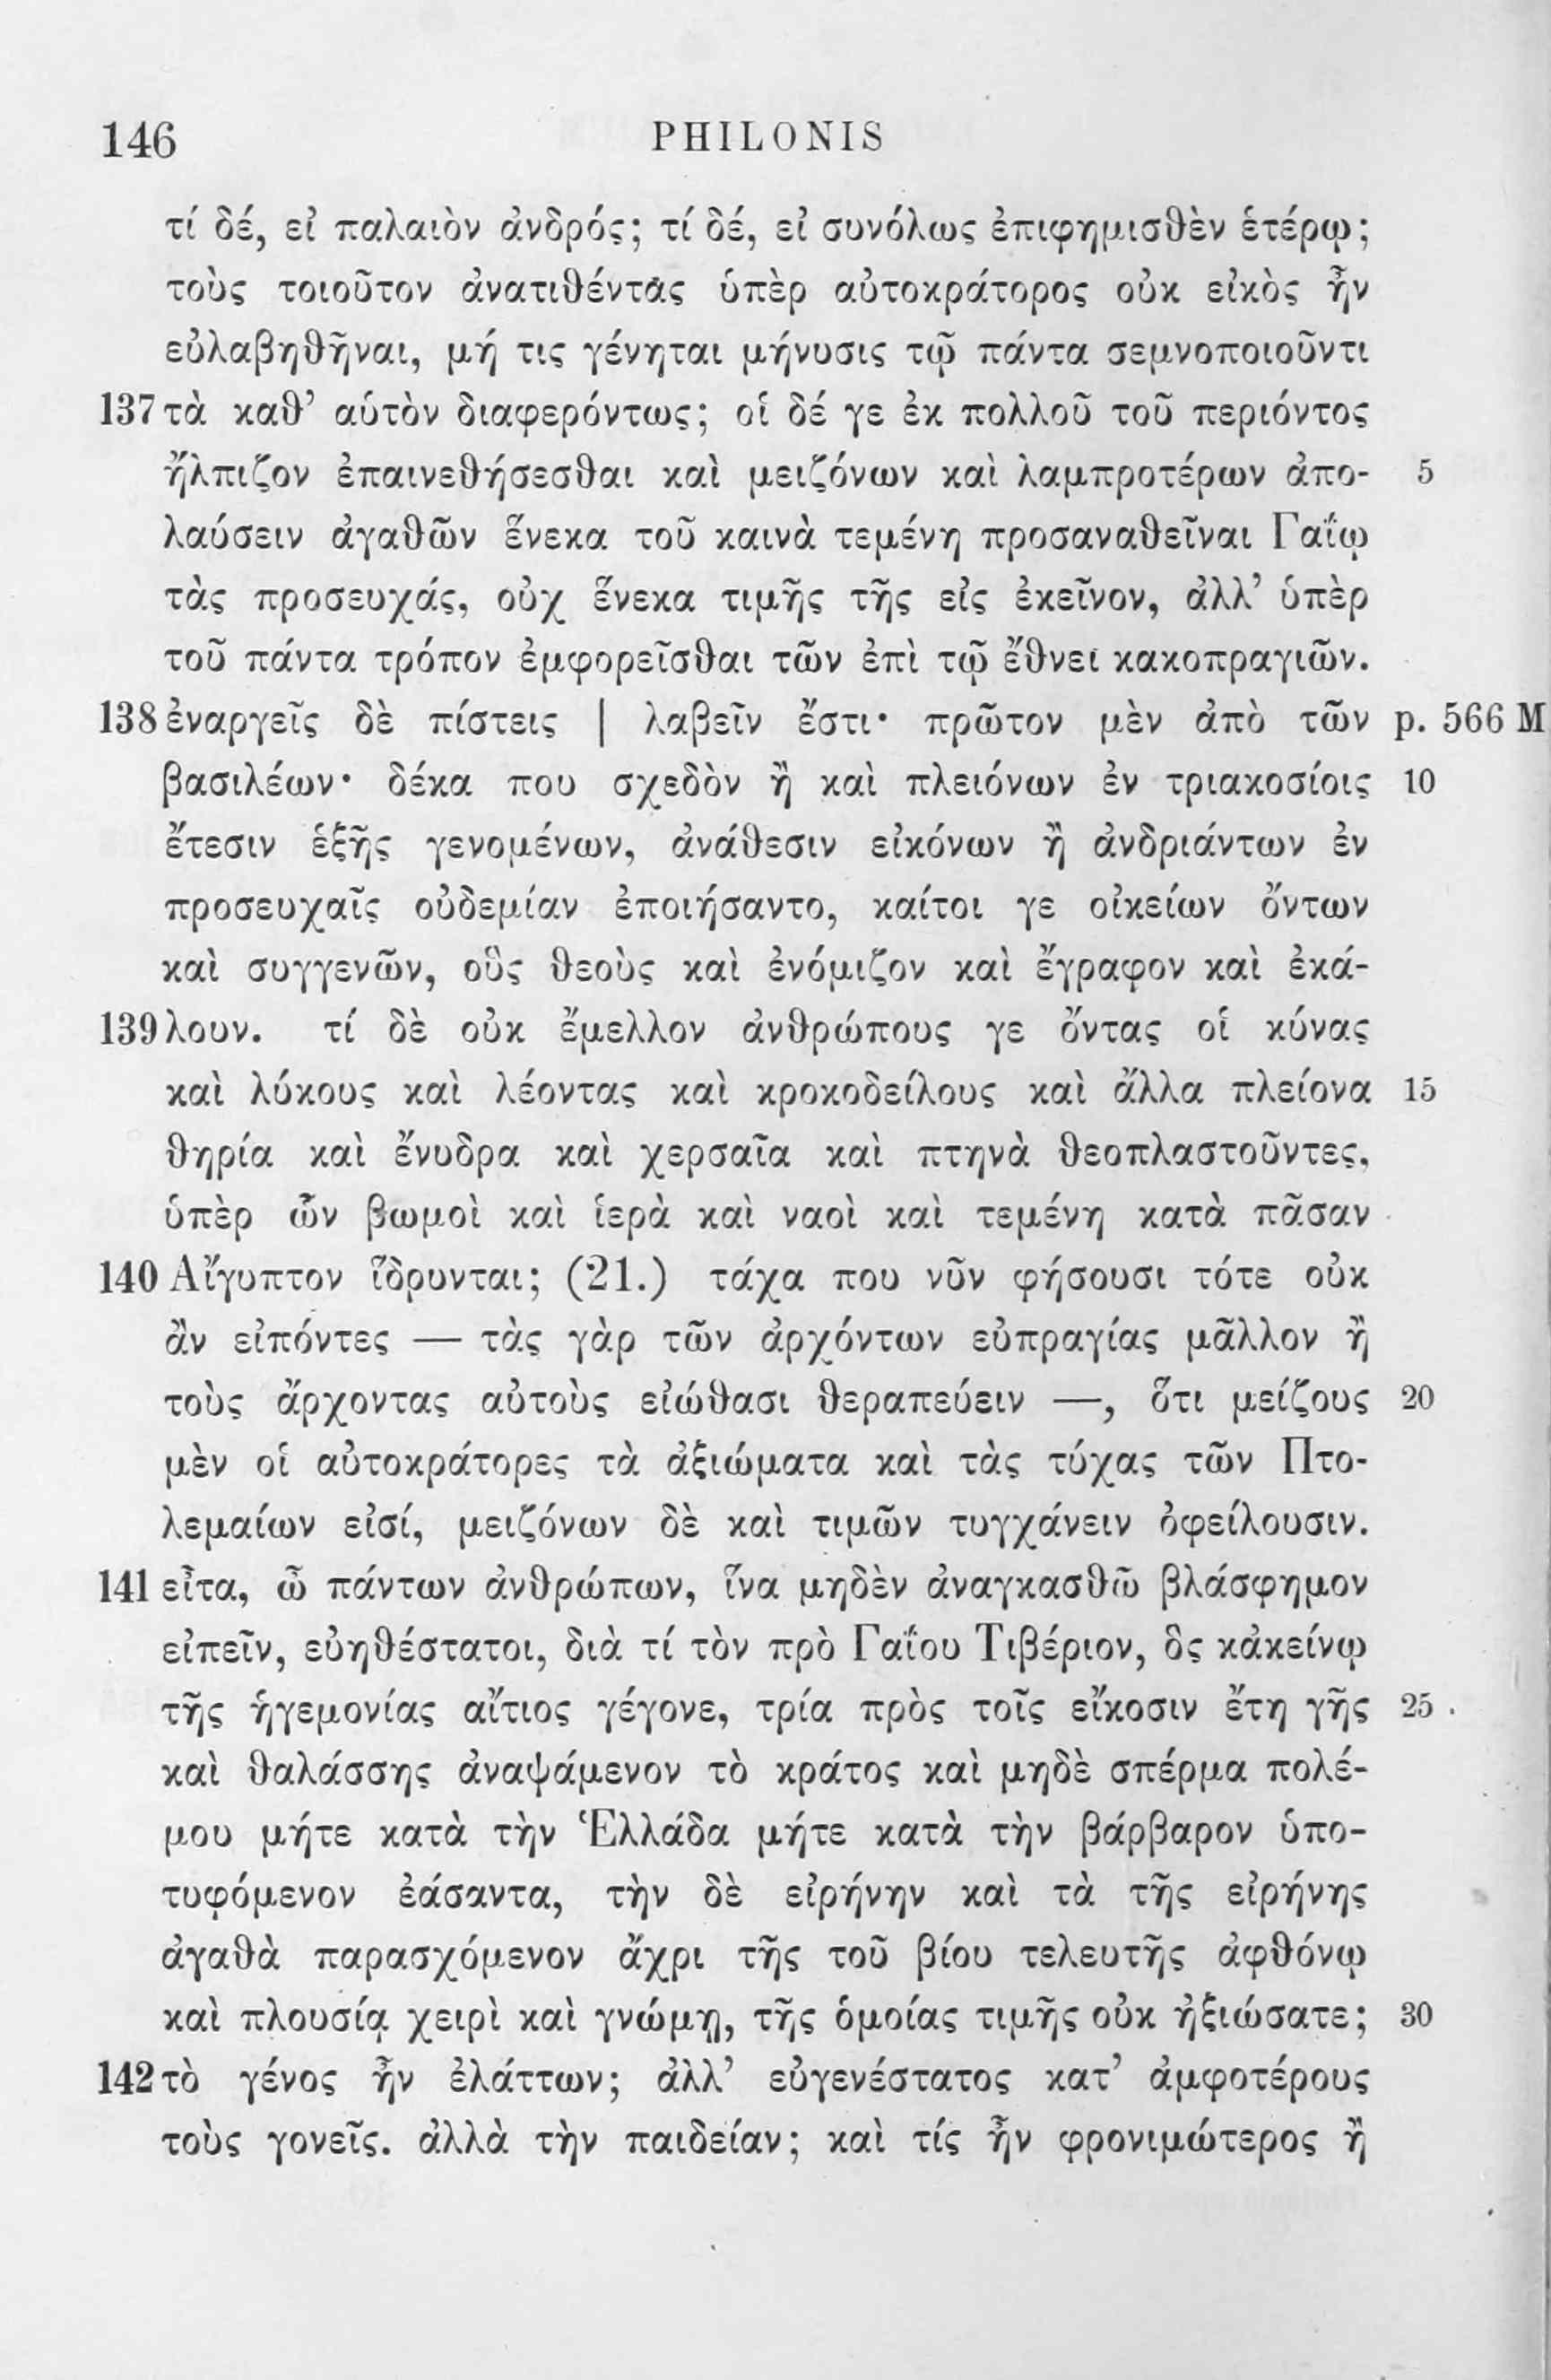 146 PHILONIS
τί δέ, εἰ παλαιὸν ἀνδρός; τί δέ, εἰ συνόλως ἐπιφημισθὲν ἑτέρῳ;
τοὺς τοιοῦτον ἀνατιθέντας ὑπὲρ αὐτοκράτορος οὐκ εἰκὸς ἦν
εὐλαβηθῆναι, μή τις γένηται μήνυσις τῷ πάντα σεμνοποιοῦντι
137 τὰ καθ’ αὑτὸν διαφερόντως; οἱ δέ γε ἐκ πολλοῦ τοῦ περιόντος
ἤλπιζον ἐπαινεθήσεσθαι καὶ μειζόνων καὶ λαμπροτέρων ἀπο- 5
λαύσειν ἀγαθῶν ἕνεκα τοῦ καινὰ τεμένη προσαναθεῖναι Γαΐῳ
τὰς προσευχάς, οὐχ ἕνεκα τιμῆς τῆς εἰς ἐκεῖνον, ἀλλ’ ὑπὲρ
τοῦ πάντα τρόπον ἐμφορεῖσθαι τῶν ἐπὶ τῷ ἔθνει κακοπραγιῶν.
138 ἐναργεῖς δὲ πίστεις | λαβεῖν ἔστι· πρῶτον μὲν ἀπὸ τῶν p. 566 M
βασιλέων· δέκα που σχεδὸν ἢ καὶ πλειόνων ἐν τριακοσίοις 10
ἔτεσιν ἑξῆς γενομένων, ἀνάθεσιν εἰκόνων ἢ ἀνδριάντων ἐν
προσευχαῖς οὐδεμίαν ἐποιήσαντο, καίτοι γε οἰκείων ὄντων
καὶ συγγενῶν, οὓς θεοὺς καὶ ἐνόμιζον καὶ ἔγραφον καὶ ἐκά-
139 λουν. τί δὲ οὐκ ἔμελλον ἀνθρώπους γε ὄντας οἱ κύνας
καὶ λύκους καὶ λέοντας καὶ κροκοδείλους καὶ ἄλλα πλείονα 15
θηρία καὶ ἔνυδρα καὶ χερσαῖα καὶ πτηνὰ θεοπλαστοῦντες,
ὑπὲρ ὧν βωμοὶ καὶ ἱερὰ καὶ ναοὶ καὶ τεμένη κατὰ πᾶσαν
140 Αἴγυπτον ἵδρυνται; (21.) τάχα που νῦν φήσουσι τότε οὐκ
ἂν εἰπόντες — τὰς γὰρ τῶν ἀρχόντων εὐπραγίας μᾶλλον ἢ
τοὺς ἄρχοντας αὐτοὺς εἰώθασι θεραπεύειν —, ὅτι μείζους 20
μὲν οἱ αὐτοκράτορες τὰ ἀξιώματα καὶ τὰς τύχας τῶν Πτο-
λεμαίων εἰσί, μειζόνων δὲ καὶ τιμῶν τυγχάνειν ὀφείλουσιν.
141 εἶτα, ὦ πάντων ἀνθρώπων, ἵνα μηδὲν ἀναγκασθῶ βλάσφημον
εἰπεῖν, εὐηθέστατοι, διὰ τί τὸν πρὸ Γαΐου Τιβέριον, ὃς κἀκείνῳ
τῆς ἡγεμονίας αἴτιος γέγονε, τρία πρὸς τοῖς εἴκοσιν ἔτη γῆς 25
καὶ θαλάσσης ἀναψάμενον τὸ κράτος καὶ μηδὲ σπέρμα πολέ-
μου μήτε κατὰ τὴν Ἑλλάδα μήτε κατὰ τὴν βάρβαρον ὑπο-
τυφόμενον ἐάσαντα, τὴν δὲ εἰρήνην καὶ τὰ τῆς εἰρήνης
ἀγαθὰ παρασχόμενον ἄχρι τῆς τοῦ βίου τελευτῆς ἀφθόνῳ
καὶ πλουσίᾳ χειρὶ καὶ γνώμῃ, τῆς ὁμοίας τιμῆς οὐκ ἠξιώσατε; 30
142 τὸ γένος ἦν ἐλάττων; ἀλλ’ εὐγενέστατος κατ’ ἀμφοτέρους
τοὺς γονεῖς. ἀλλὰ τὴν παιδείαν; καὶ τίς ἦν φρονιμώτερος ἢ